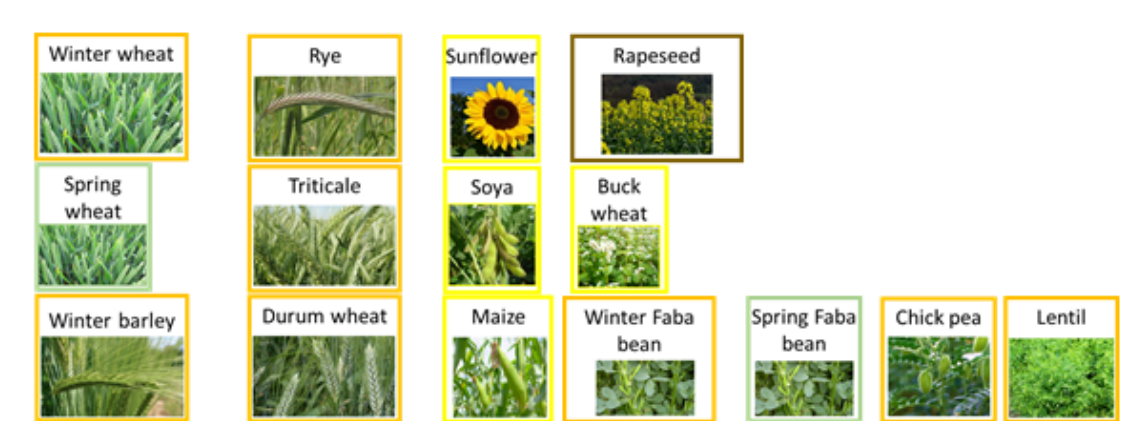 Winter wheat
Rye
Sunflower
Rapeseed
Spring
wheat
Triticale
Soya
Buck
wheat
Winter barley
Durum wheat
Maize
Winter Faba
bean
Spring Faba
bean
Chick pea
Lentil